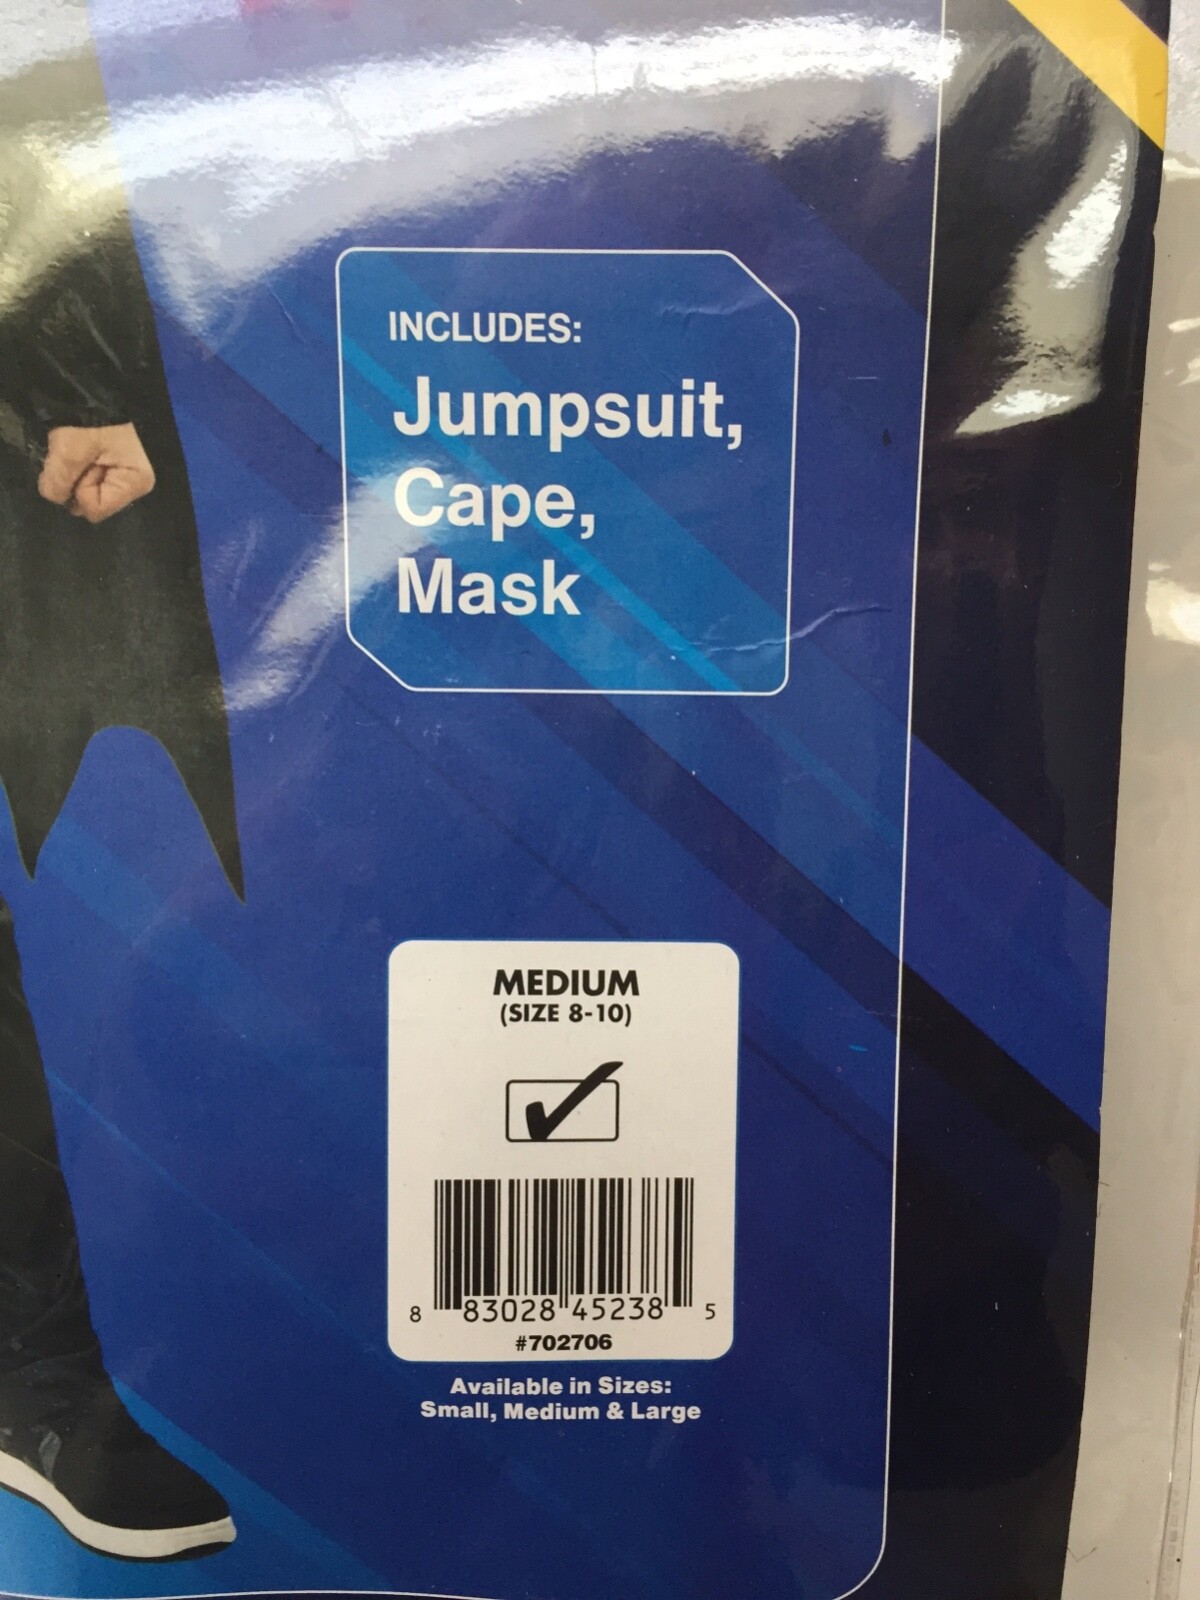 INCLUDES:
Jumpsuit,
Cape,
Mask
MEDIUM
(SIZE 8-10)
8 83028 45238 5
#702706
Available in Sizes:
Small, Medium & Large